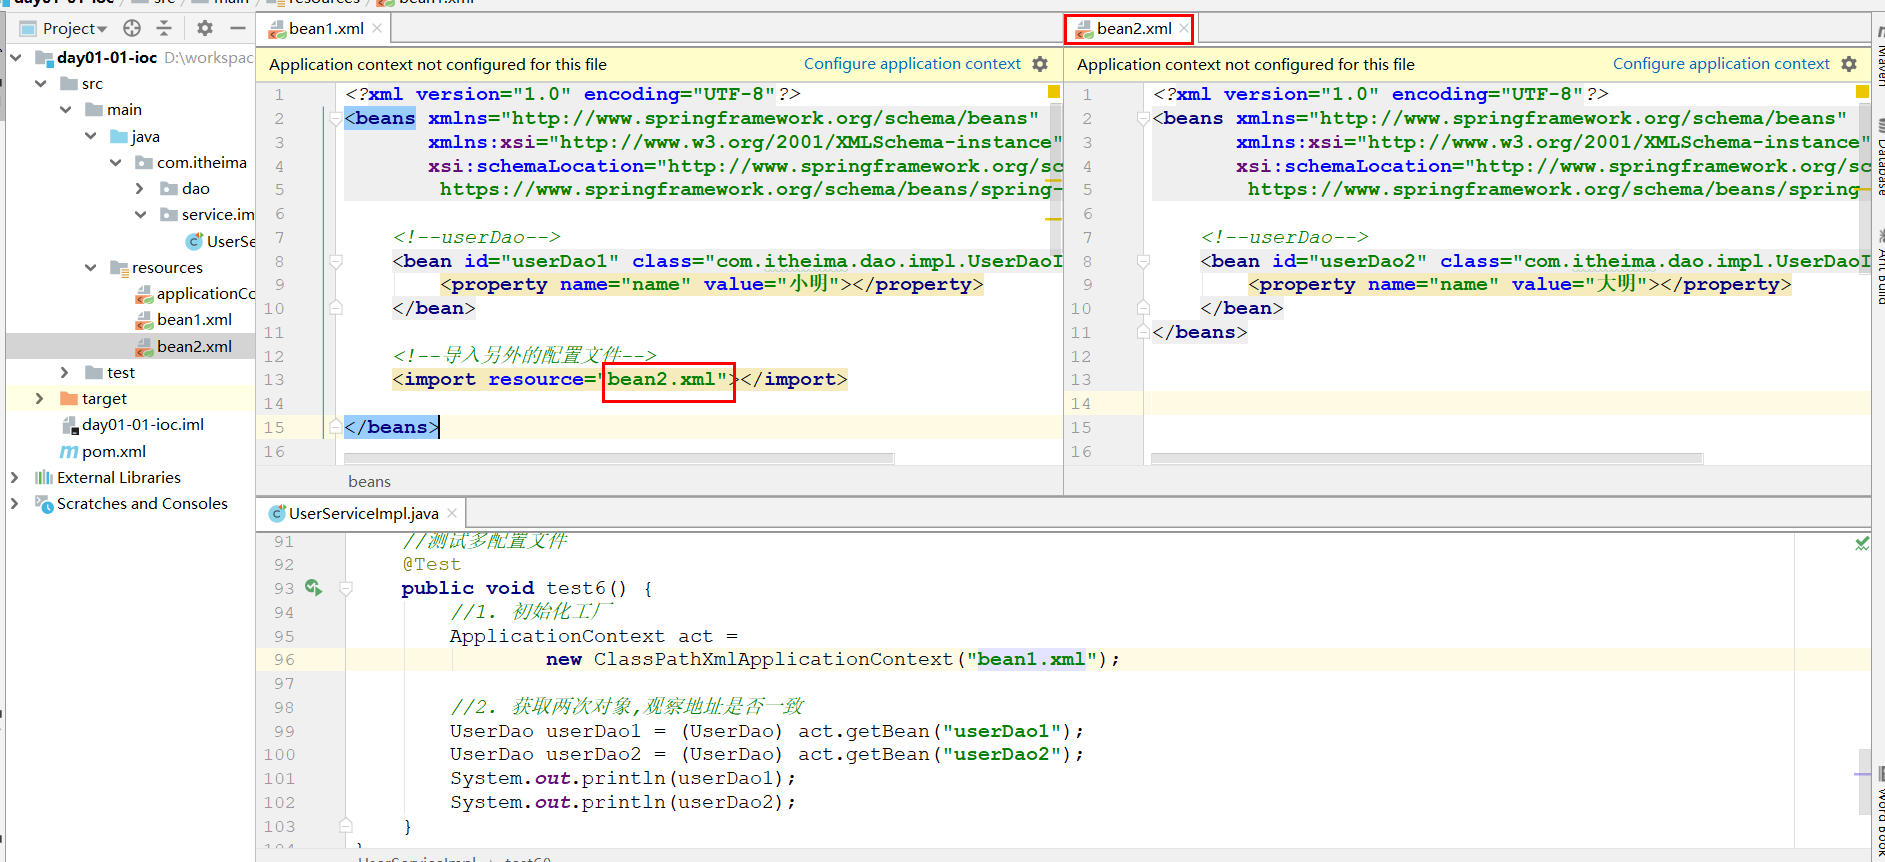 day01-01-ioc src main resources bean1.xml
Project
day01-01-ioc D:\workspac
src
main
java
com.itheima
dao
service.im
UserSe
resources
applicationCo
bean1.xml
bean2.xml
test
target
day01-01-ioc.iml
pom.xml
External Libraries
Scratches and Consoles
bean1.xml
Application context not configured for this file Configure application context
1 <?xml version="1.0" encoding="UTF-8"?>
2 <beans xmlns="http://www.springframework.org/schema/beans"
3 xmlns:xsi="http://www.w3.org/2001/XMLSchema-instance"
4 xsi:schemaLocation="http://www.springframework.org/sc
5 https://www.springframework.org/schema/beans/spring-
6
7 <!--userDao-->
8 <bean id="userDao1" class="com.itheima.dao.impl.UserDaoI
9 <property name="name" value="小明"></property>
10 </bean>
11
12 <!--导入另外的配置文件-->
13 <import resource="bean2.xml"></import>
14
15 </beans>
16
beans
bean2.xml
Application context not configured for this file Configure application context
1 <?xml version="1.0" encoding="UTF-8"?>
2 <beans xmlns="http://www.springframework.org/schema/beans"
3 xmlns:xsi="http://www.w3.org/2001/XMLSchema-instance"
4 xsi:schemaLocation="http://www.springframework.org/sc
5 https://www.springframework.org/schema/beans/spring
6
7 <!--userDao-->
8 <bean id="userDao2" class="com.itheima.dao.impl.UserDaoI
9 <property name="name" value="大明"></property>
10 </bean>
11 </beans>
12
13
14
15
16
UserServiceImpl.java
91 //测试多配置文件
92 @Test
93 public void test6() {
94 //1. 初始化工厂
95 ApplicationContext act =
96 new ClassPathXmlApplicationContext("bean1.xml");
97
98 //2. 获取两次对象,观察地址是否一致
99 UserDao userDao1 = (UserDao) act.getBean("userDao1");
100 UserDao userDao2 = (UserDao) act.getBean("userDao2");
101 System.out.println(userDao1);
102 System.out.println(userDao2);
103 }
104 }
UserServiceImpl test6()
Maven
Database
Ant Build
Word Book